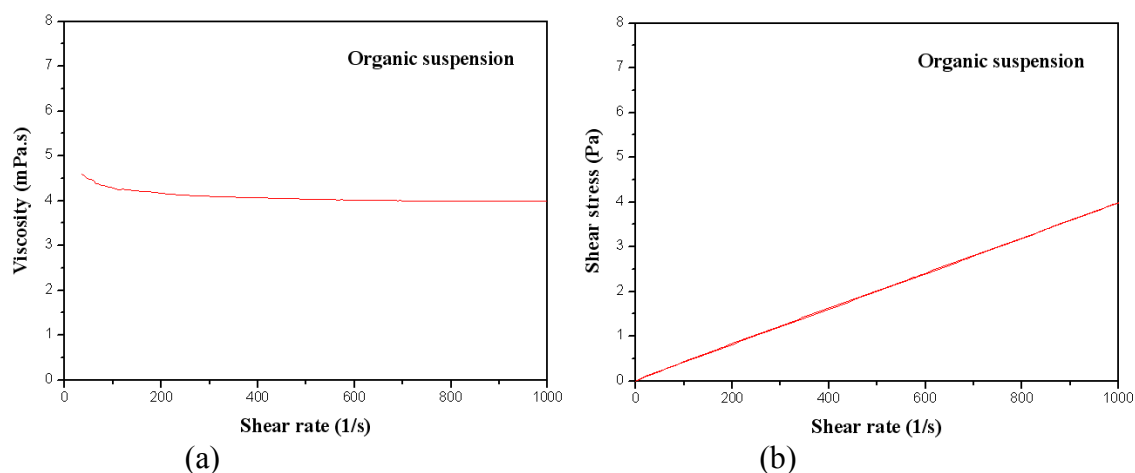 Organic suspension
Viscosity (mPa.s)
8
7
6
5
4
3
2
1
0
0 200 400 600 800 1000
Shear rate (1/s)
(a)
Organic suspension
Shear stress (Pa)
8
7
6
5
4
3
2
1
0
0 200 400 600 800 1000
Shear rate (1/s)
(b)